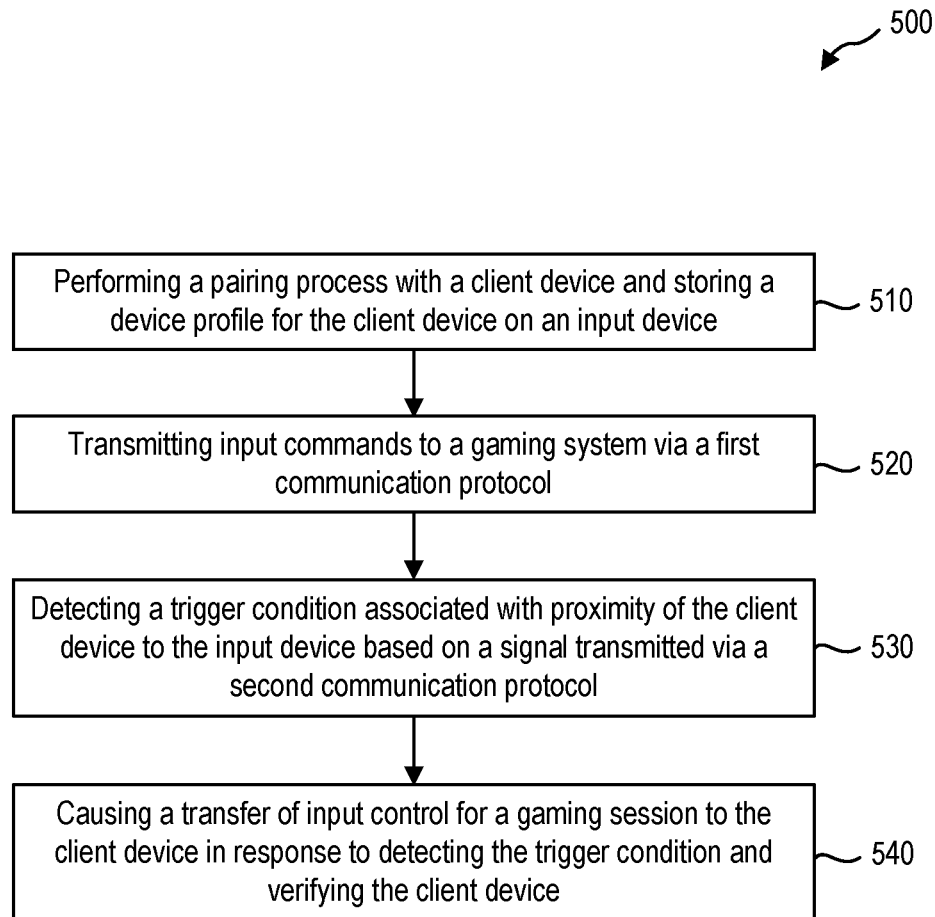 500
Performing a pairing process with a client device and storing a
device profile for the client device on an input device
510
Transmitting input commands to a gaming system via a first
communication protocol
520
Detecting a trigger condition associated with proximity of the client
device to the input device based on a signal transmitted via a
second communication protocol
530
Causing a transfer of input control for a gaming session to the
client device in response to detecting the trigger condition and
verifying the client device
540